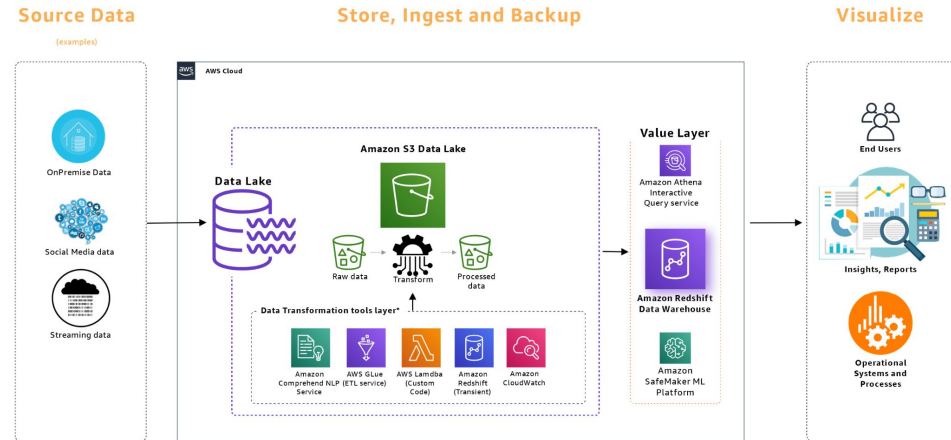 Source Data
(examples)
Store, Ingest and Backup
Visualize
OnPremise Data
Social Media data
Streaming data
aws
AWS Cloud
Data Lake
Amazon S3 Data Lake
Raw data
Transform
Processed
data
Data Transformation tools layer*
Amazon
Comprehend NLP
Service
AWS GLue
(ETL service)
AWS Lamdba
(Custom
Code)
Amazon
Redshift
(Transient)
Amazon
CloudWatch
Value Layer
Amazon Athena
Interactive
Query service
Amazon Redshift
Data Warehouse
Amazon
SafeMaker ML
Platform
End Users
Insights, Reports
Operational
Systems and
Processes